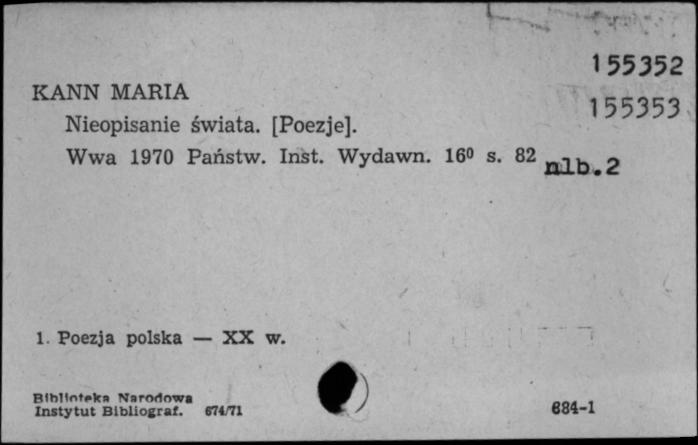 155352
KANN MARIA
155353
Nieopisanie świata. [Poezje].
Wwa 1970 Państw. Inst. Wydawn. 16⁰ s. 82 nlb.2
1. Poezja polska — XX w.
Biblioteka Narodowa
Instytut Bibliograf. 674/71
684-1